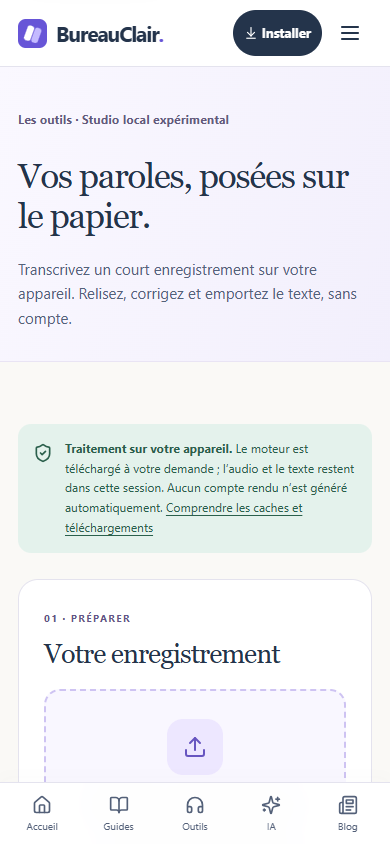 BureauClair.
Installer
Les outils · Studio local expérimental
Vos paroles, posées sur
le papier.
Transcrivez un court enregistrement sur votre
appareil. Relisez, corrigez et emportez le texte, sans
compte.
Traitement sur votre appareil. Le moteur est
téléchargé à votre demande ; l’audio et le texte restent
dans cette session. Aucun compte rendu n’est généré
automatiquement. Comprendre les caches et
téléchargements
01 · PRÉPARER
Votre enregistrement
Accueil
Guides
Outils
IA
Blog